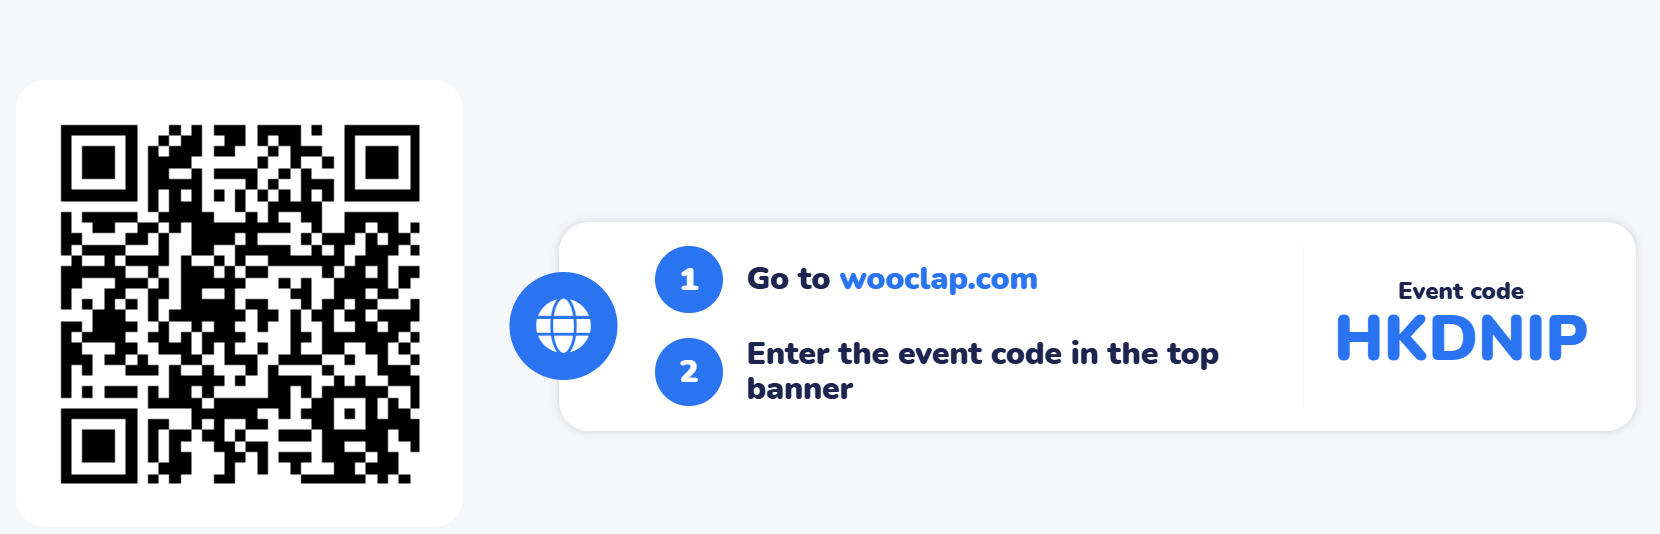 1
Go to wooclap.com
2
Enter the event code in the top
banner
Event code
HKDNIP